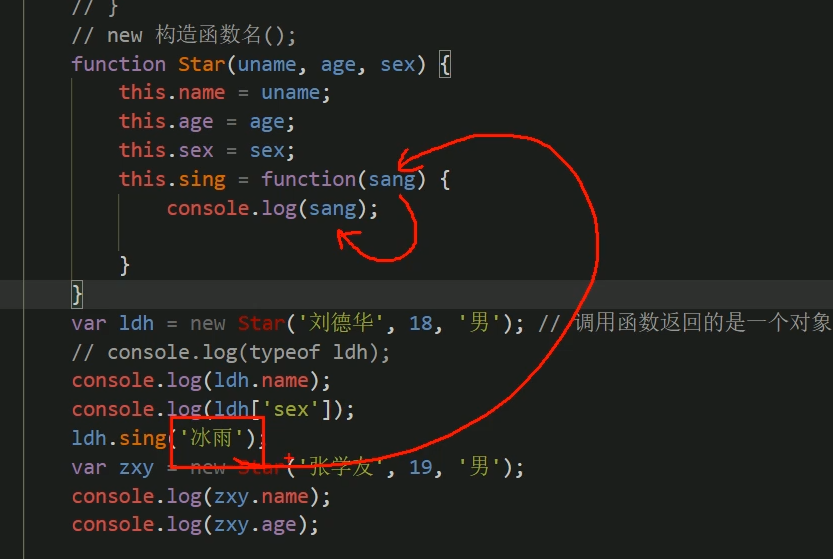 // }
// new 构造函数名();
function Star(uname, age, sex) {
this.name = uname;
this.age = age;
this.sex = sex;
this.sing = function(sang) {
console.log(sang);
}
}
var ldh = new Star('刘德华', 18, '男'); // 调用函数返回的是一个对象
// console.log(typeof ldh);
console.log(ldh.name);
console.log(ldh['sex']);
ldh.sing('冰雨');
var zxy = new Star('张学友', 19, '男');
console.log(zxy.name);
console.log(zxy.age);